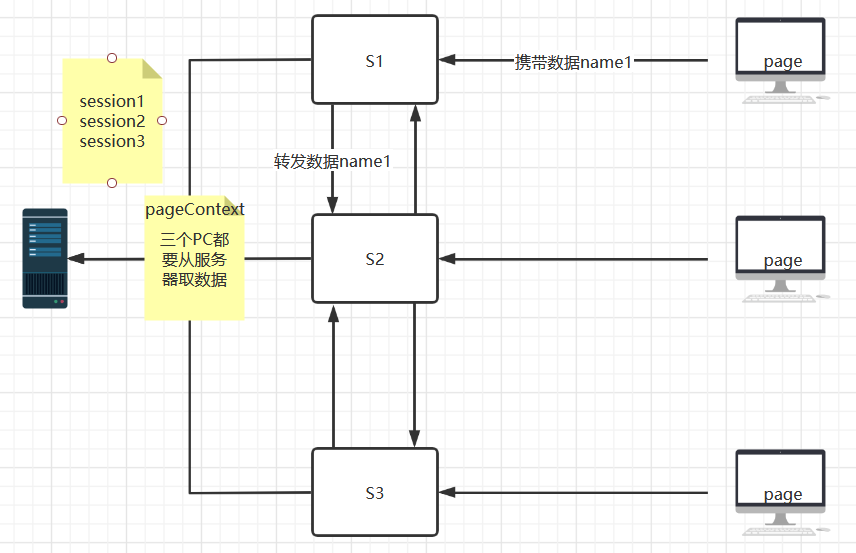 S1
携带数据name1
page
session1
session2
session3
转发数据name1
pageContext
三个PC都
要从服务
器取数据
S2
page
S3
page